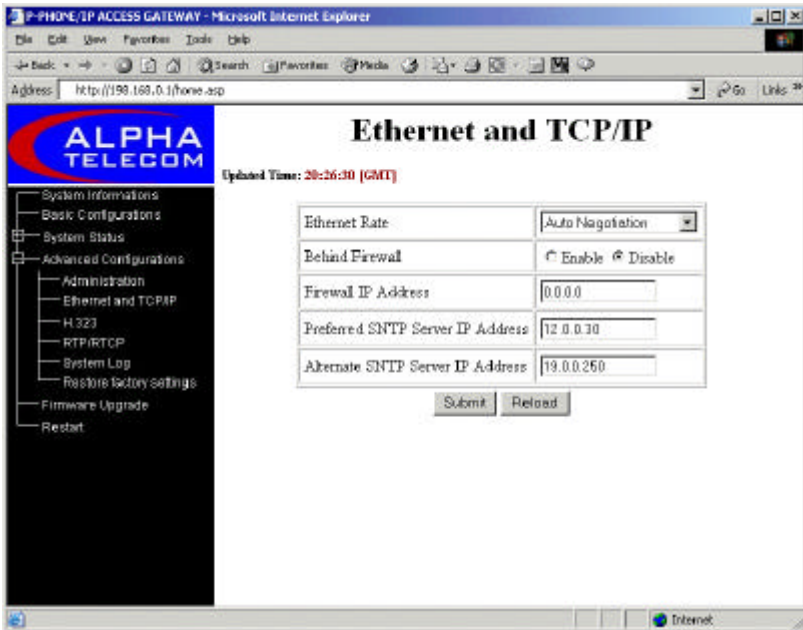 P-PHONE/IP ACCESS GATEWAY - Microsoft Internet Explorer
File Edit View Favorites Tools Help
Back Search Favorites Media
Address http://198.168.0.1/home.asp Go Links »
ALPHA
TELECOM
Ethernet and TCP/IP
Updated Time: 20:26:30 [GMT]
System Informations
Basic Configurations
System Status
Advanced Configurations
Administration
Ethernet and TCP/IP
H.323
RTP/RTCP
System Log
Restore factory settings
Firmware Upgrade
Restart
Ethernet Rate Auto Negotiation
Behind Firewall Enable Disable
Firewall IP Address 0.0.0.0
Preferred SNTP Server IP Address 12.0.0.30
Alternate SNTP Server IP Address 19.0.0.250
Submit Reload
Internet